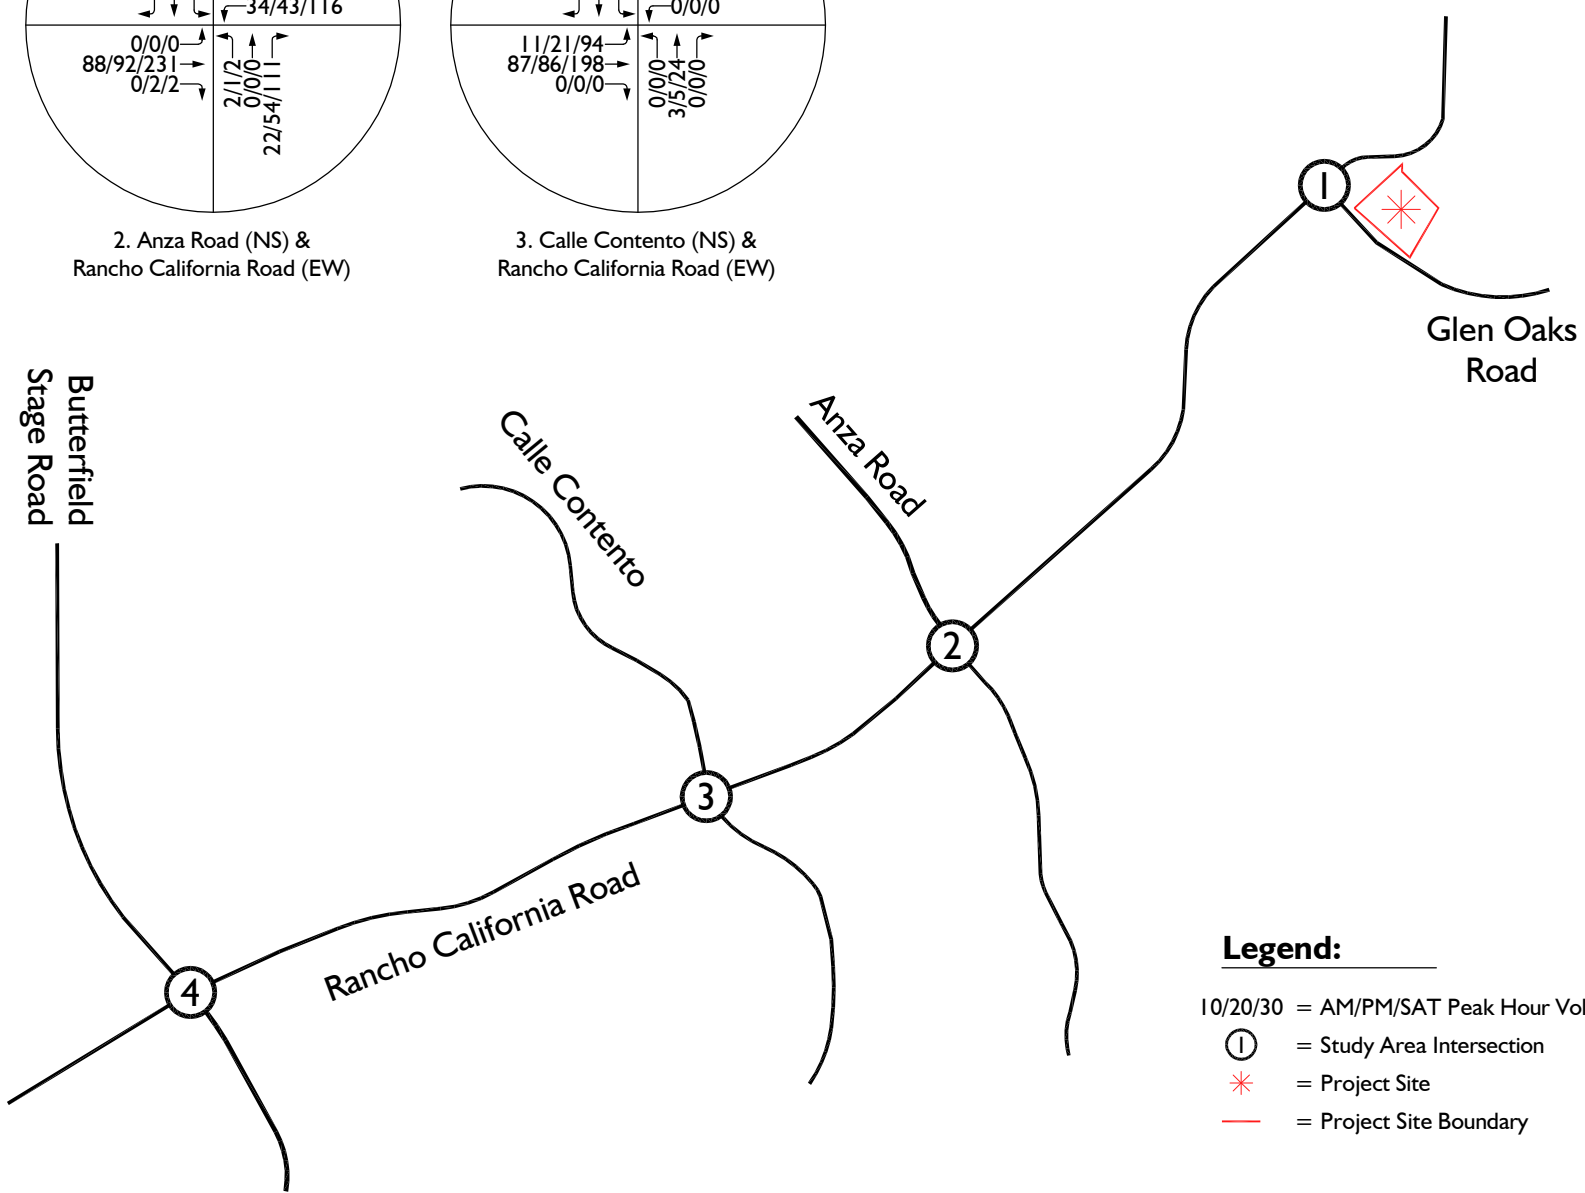 34/43/116
0/0/0
88/92/231
0/2/2
2/1/2
0/0/0
22/54/111
2. Anza Road (NS) &
Rancho California Road (EW)
0/0/0
11/21/94
87/86/198
0/0/0
0/0/0
3/5/24
0/0/0
3. Calle Contento (NS) &
Rancho California Road (EW)
1
Glen Oaks
Road
Butterfield
Stage Road
Calle Contento
Anza Road
2
3
Rancho California Road
4
Legend:
10/20/30 = AM/PM/SAT Peak Hour Vol
1 = Study Area Intersection
= Project Site
= Project Site Boundary